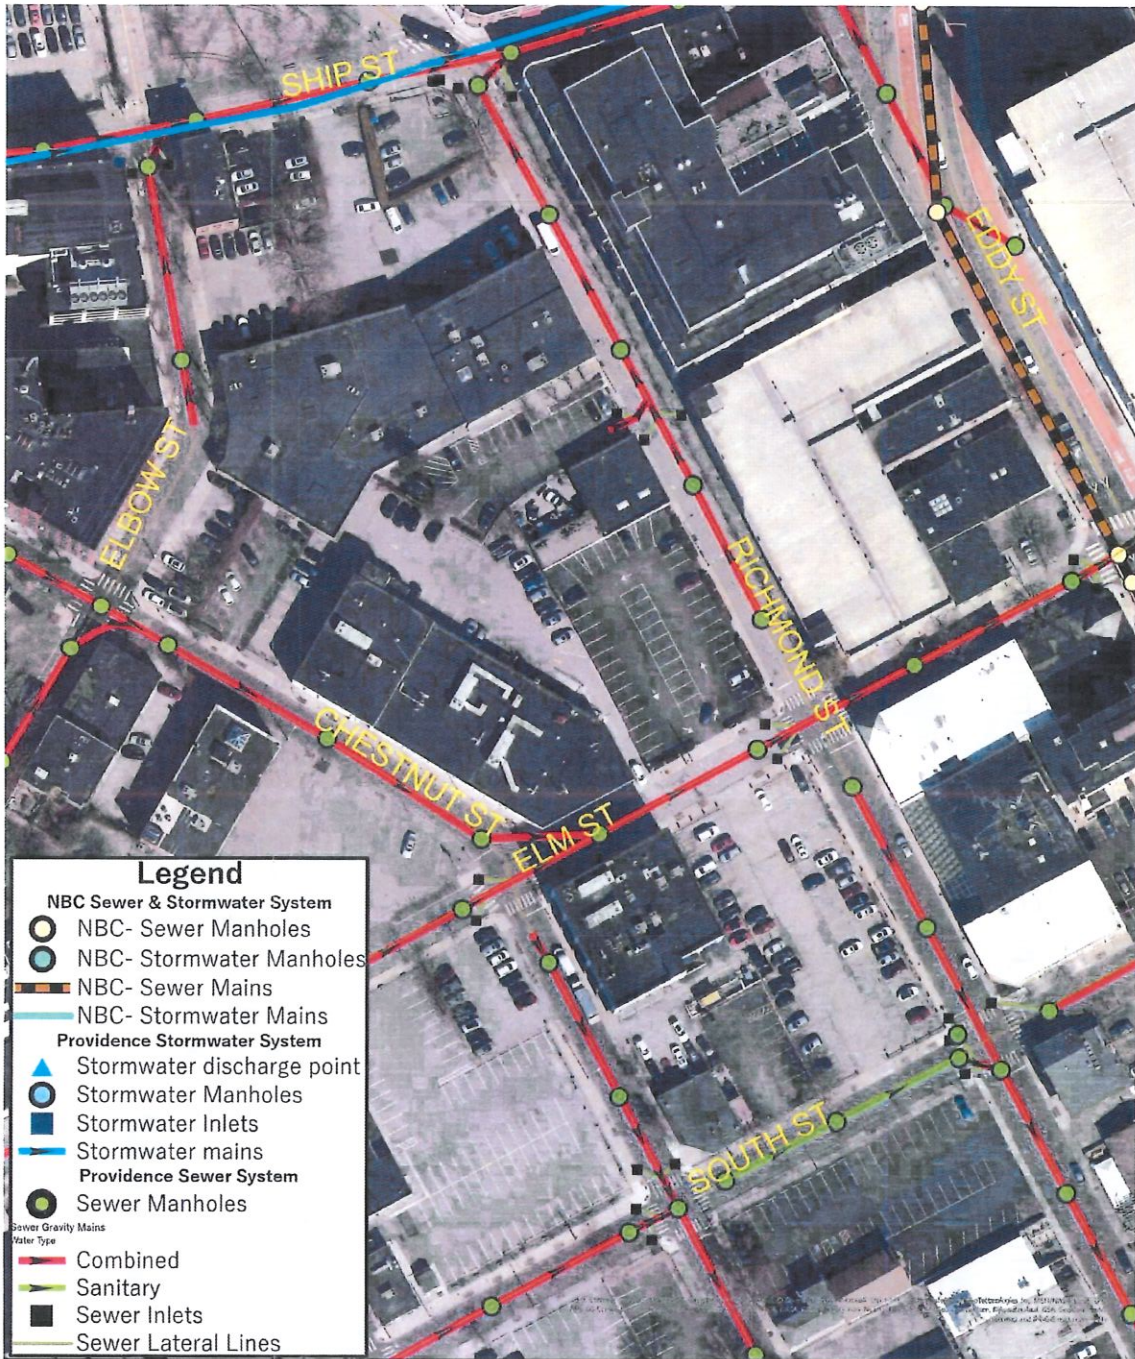 SHIP ST
EDDY ST
ELBOW ST
RICHMOND ST
CHESTNUT ST
ELM ST
SOUTH ST
Legend
NBC Sewer & Stormwater System
NBC- Sewer Manholes
NBC- Stormwater Manholes
NBC- Sewer Mains
NBC- Stormwater Mains
Providence Stormwater System
Stormwater discharge point
Stormwater Manholes
Stormwater Inlets
Stormwater mains
Providence Sewer System
Sewer Manholes
Sewer Gravity Mains
Water Type
Combined
Sanitary
Sewer Inlets
Sewer Lateral Lines